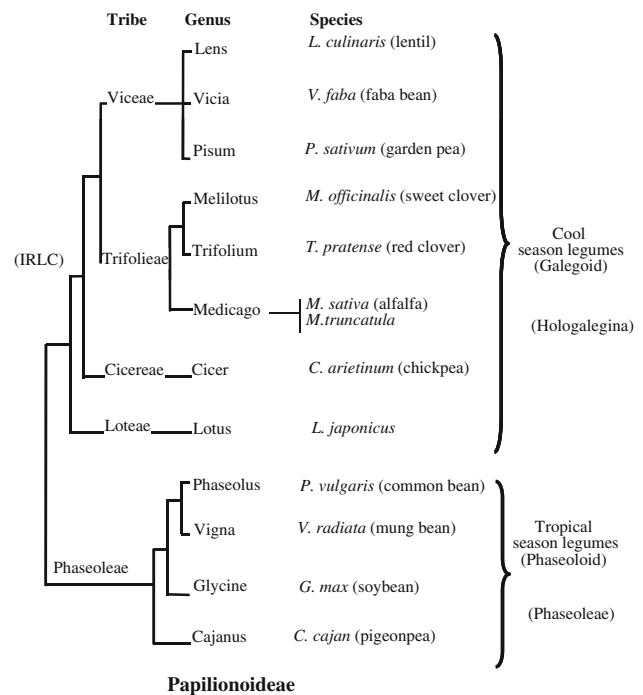 Tribe Genus Species
Lens L. culinaris (lentil)
Viceae Vicia V. faba (faba bean)
Pisum P. sativum (garden pea)
Melilotus M. officinalis (sweet clover)
(IRLC) Trifolieae Trifolium T. pratense (red clover)
Medicago M. sativa (alfalfa)
M.truncatula
Cicereae Cicer C. arietinum (chickpea)
Loteae Lotus L. japonicus
Cool
season legumes
(Galegoid)
(Hologalegina)
Phaseolus P. vulgaris (common bean)
Vigna V. radiata (mung bean)
Phaseoleae Glycine G. max (soybean)
Cajanus C. cajan (pigeonpea)
Tropical
season legumes
(Phaseoloid)
(Phaseoleae)
Papilionoideae